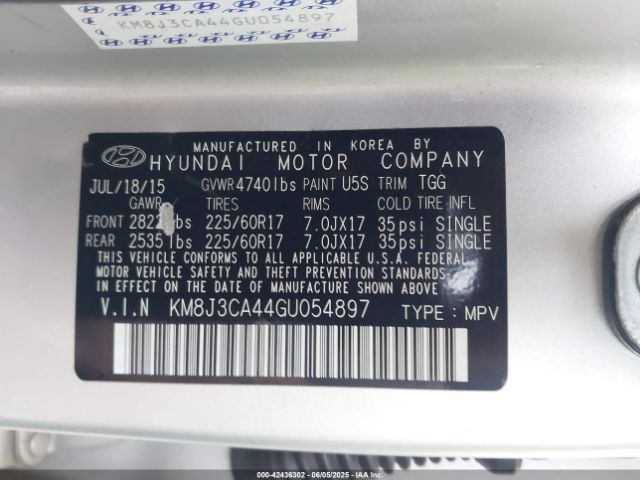 KM8J3CA44GU054897
MANUFACTURED IN KOREA BY
HYUNDAI MOTOR COMPANY
JUL/18/15 GVWR 4740lbs PAINT U5S TRIM TGG
GAWR TIRES RIMS COLD TIRE INFL
FRONT 225/60R17 7.0JX17 35psi SINGLE
REAR 2535lbs 225/60R17 7.0JX17 35psi SINGLE
THIS VEHICLE CONFORMS TO ALL APPLICABLE U.S.A. FEDERAL
MOTOR VEHICLE SAFETY AND THEFT PREVENTION STANDARDS
IN EFFECT ON THE DATE OF MANUFACTURE SHOWN ABOVE.
V.I.N KM8J3CA44GU054897 TYPE : MPV
000-42436302 - 06/05/2025 - IAA Inc.